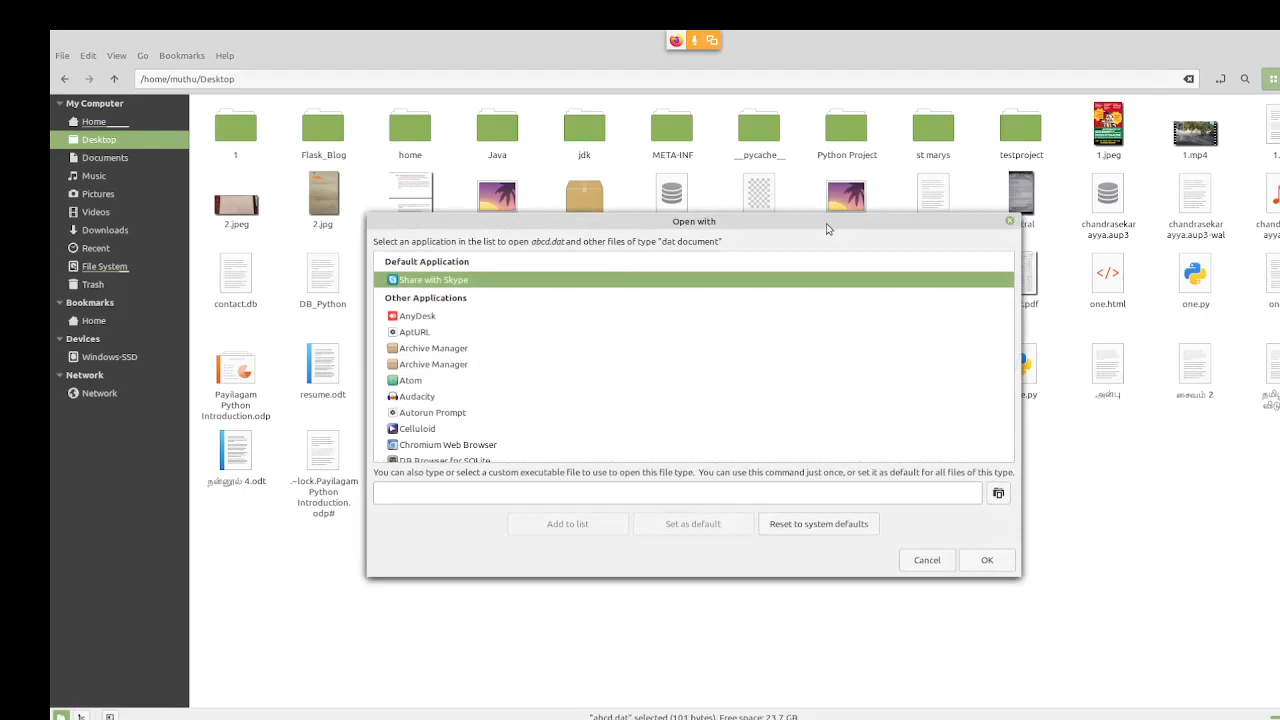 File Edit View Go Bookmarks Help
/home/muthu/Desktop
My Computer
Home
Desktop
Documents
Music
Pictures
Videos
Downloads
Recent
File System
Trash
Bookmarks
Home
Devices
Windows-SSD
Network
Network
1 Flask_Blog home Java jdk META-INF __pycache__ Python Project st marys testproject 1.jpeg 1.mp4
2.jpeg 2.jpg
chandrasekar
ayya.aup3
chandrasekar
ayya.aup3-wal
contact.db DB_Python
one.html one.py
Payilagam
Python
Introduction.odp
resume.odt
அன்பு
சைவம் 2
நன்னூல் 4.odt
.~lock.Payilagam
Python
Introduction.
odp#
Open with
Select an application in the list to open abcd.dat and other files of type "dat document"
Default Application
Share with Skype
Other Applications
AnyDesk
AptURL
Archive Manager
Archive Manager
Atom
Audacity
Autorun Prompt
Celluloid
Chromium Web Browser
DB Browser for SQLite
You can also type or select a custom executable file to use to open this file type. You can use this command just once, or set it as default for all files of this type.
Add to list Set as default Reset to system defaults
Cancel OK
"abcd.dat" selected (101 bytes), Free space: 23.7 GB